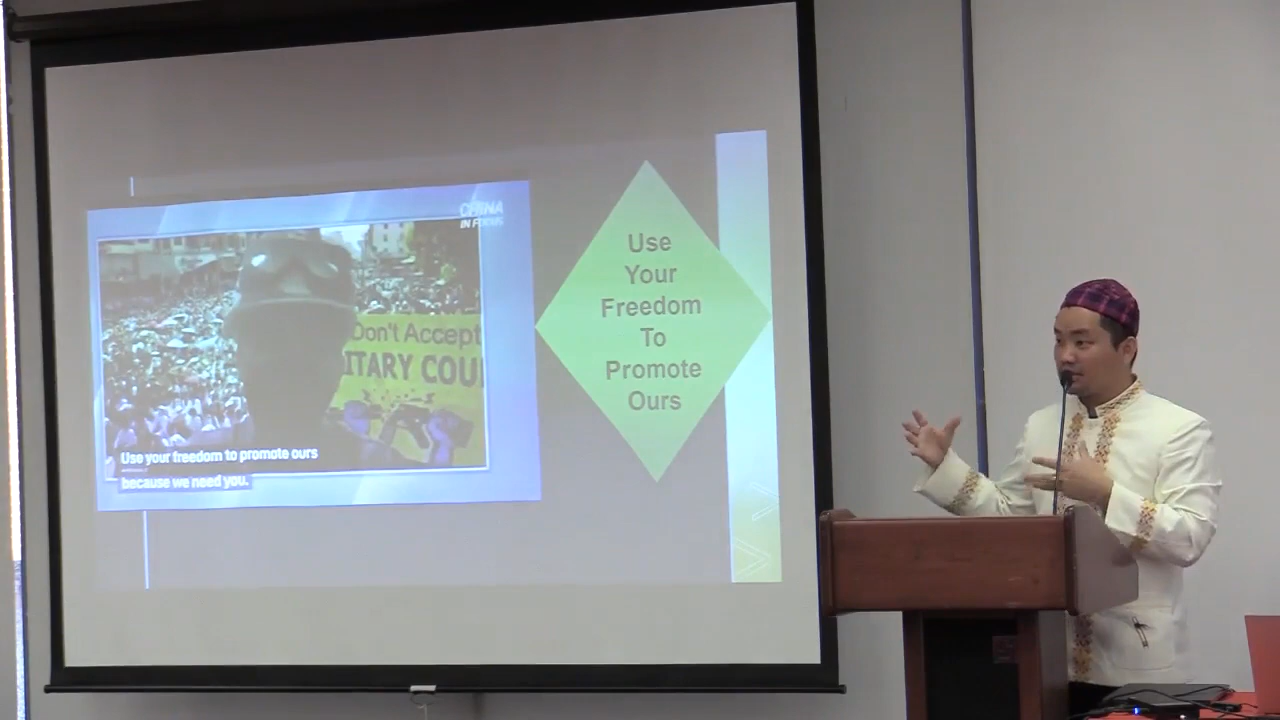 CHINA
IN FOCUS
Don't Accept
ITARY COU
Use your freedom to promote ours
because we need you.
Use
Your
Freedom
To
Promote
Ours